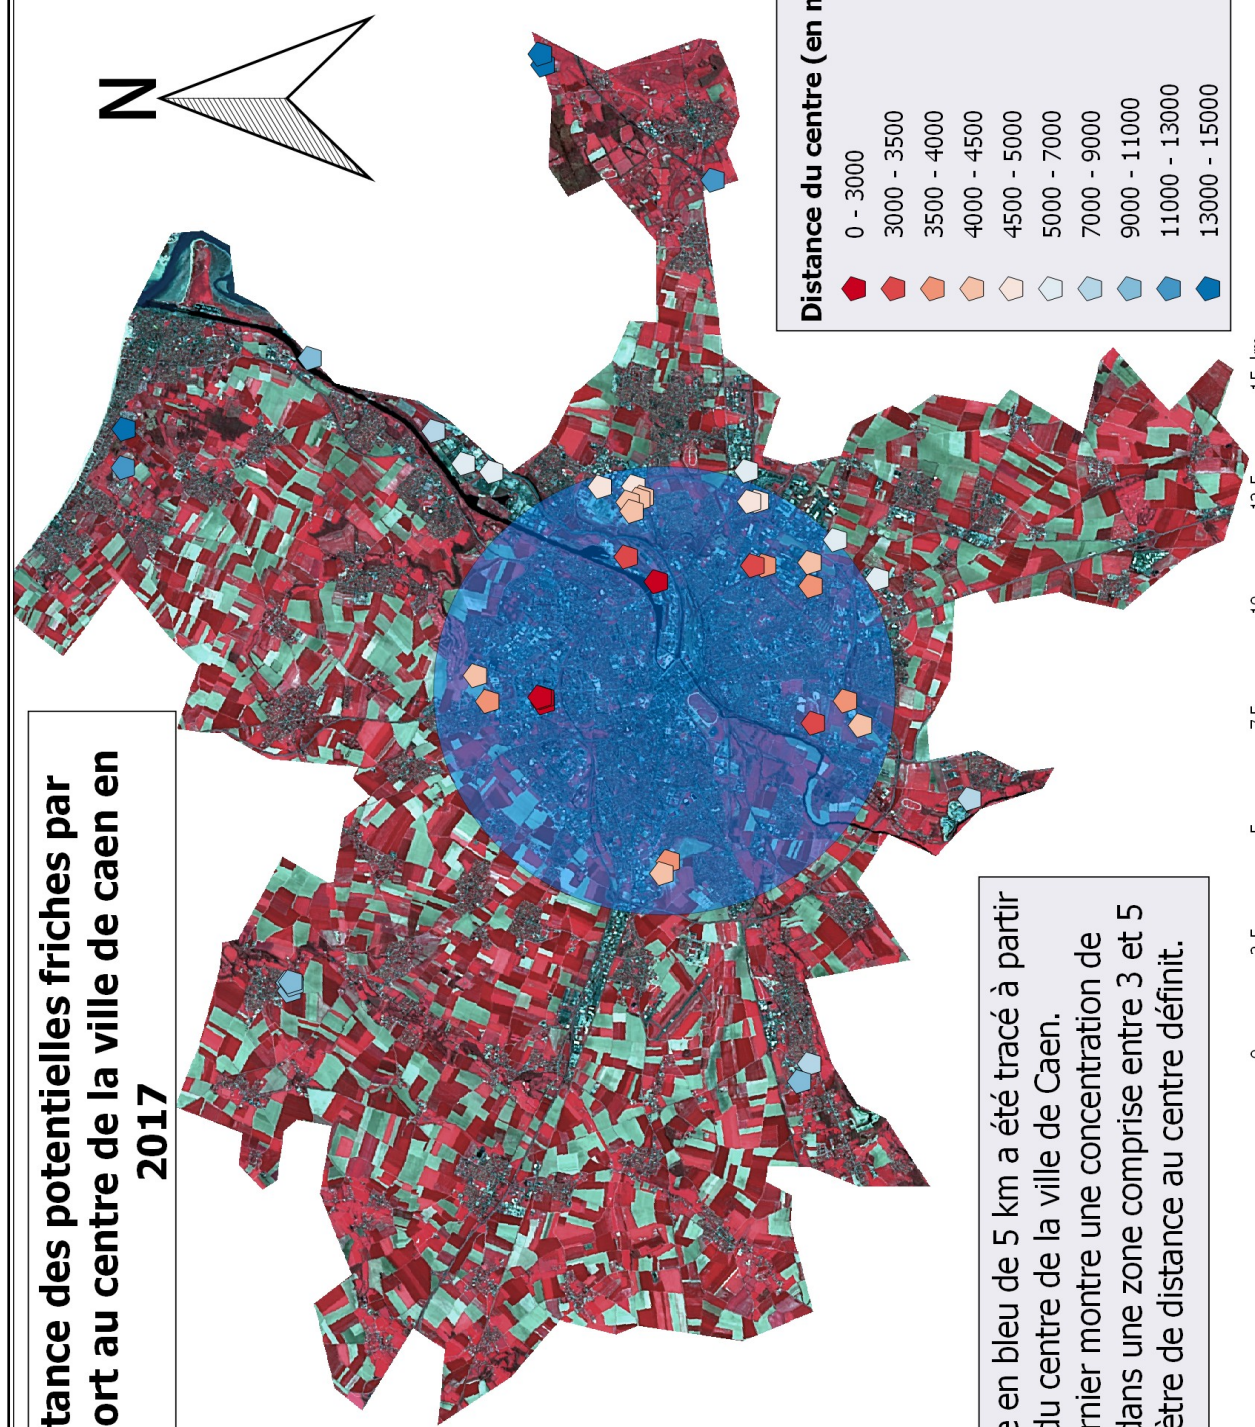 tance des potentielles friches par
ort au centre de la ville de caen en
2017
N
Distance du centre (en m
0 - 3000
3000 - 3500
3500 - 4000
4000 - 4500
4500 - 5000
5000 - 7000
7000 - 9000
9000 - 11000
11000 - 13000
13000 - 15000
e en bleu de 5 km a été tracé à partir
du centre de la ville de Caen.
rnier montre une concentration de
dans une zone comprise entre 3 et 5
être de distance au centre définit.